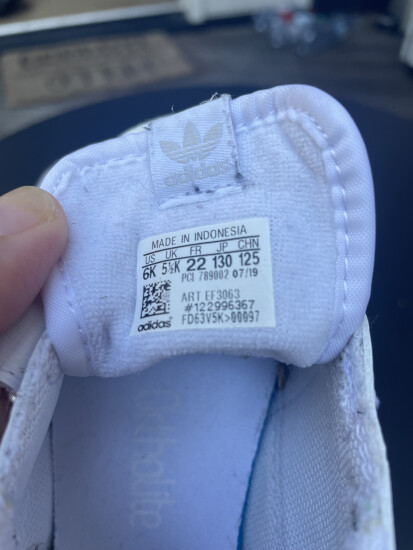 adidas
MADE IN INDONESIA
US UK FR JP CHN
6K 5½K 22 130 125
PCI 789002 07/19
ART EF3063
#122996367
adidas FD63V5K>00097
ortholite